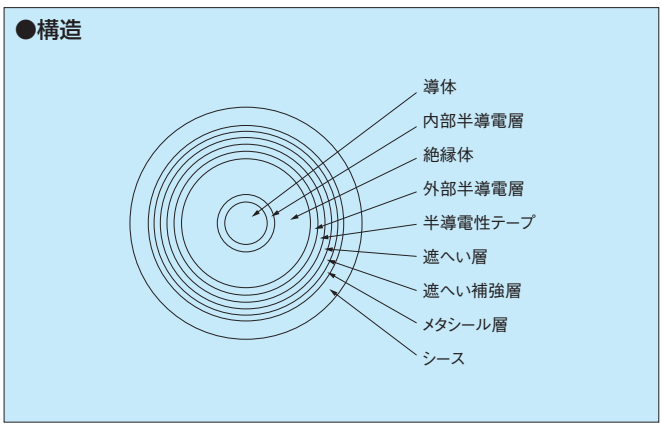 ●構造
導体
内部半導電層
絶縁体
外部半導電層
半導電性テープ
遮へい層
遮へい補強層
メタシール層
シース